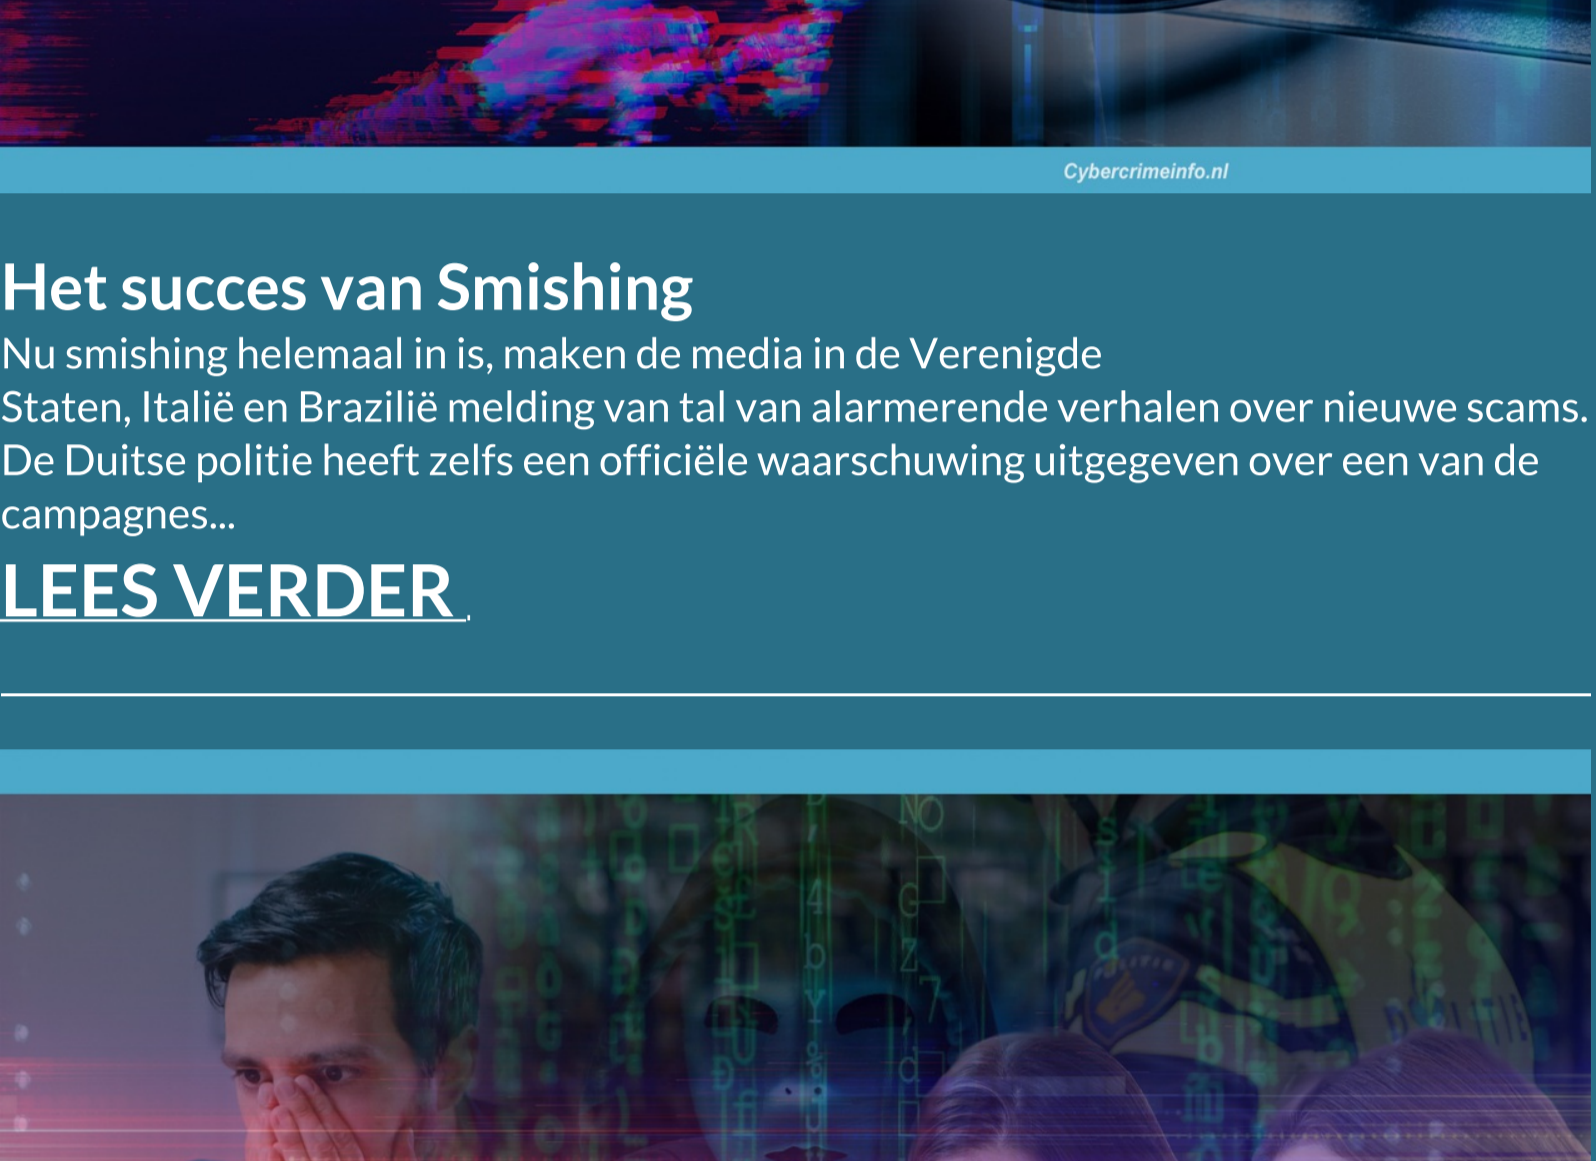 Cybercrimeinfo.nl
Het succes van Smishing
Nu smishing helemaal in is, maken de media in de Verenigde
Staten, Italië en Brazilië melding van tal van alarmerende verhalen over nieuwe scams.
De Duitse politie heeft zelfs een officiële waarschuwing uitgegeven over een van de
campagnes...
LEES VERDER .
POLITIE
POLITIE